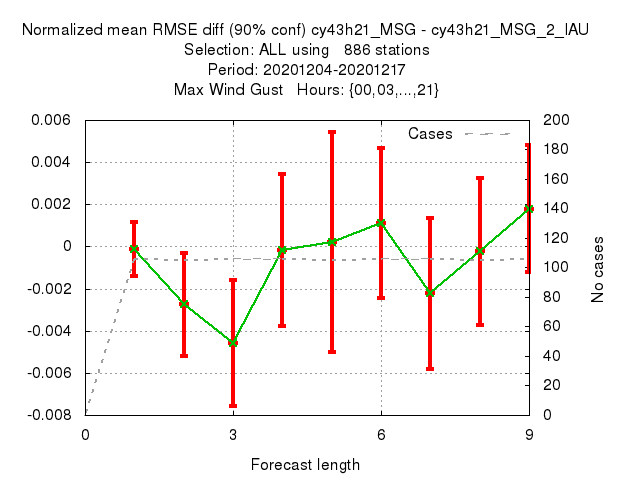 Normalized mean RMSE diff (90% conf) cy43h21_MSG - cy43h21_MSG_2_IAU
Selection: ALL using   886 stations
Period: 20201204-20201217
Max Wind Gust   Hours: {00,03,...,21}
Cases
0.006
0.004
0.002
0
-0.002
-0.004
-0.006
-0.008
200
180
160
140
120
100
80
60
40
20
0
No cases
0 3 6 9
Forecast length